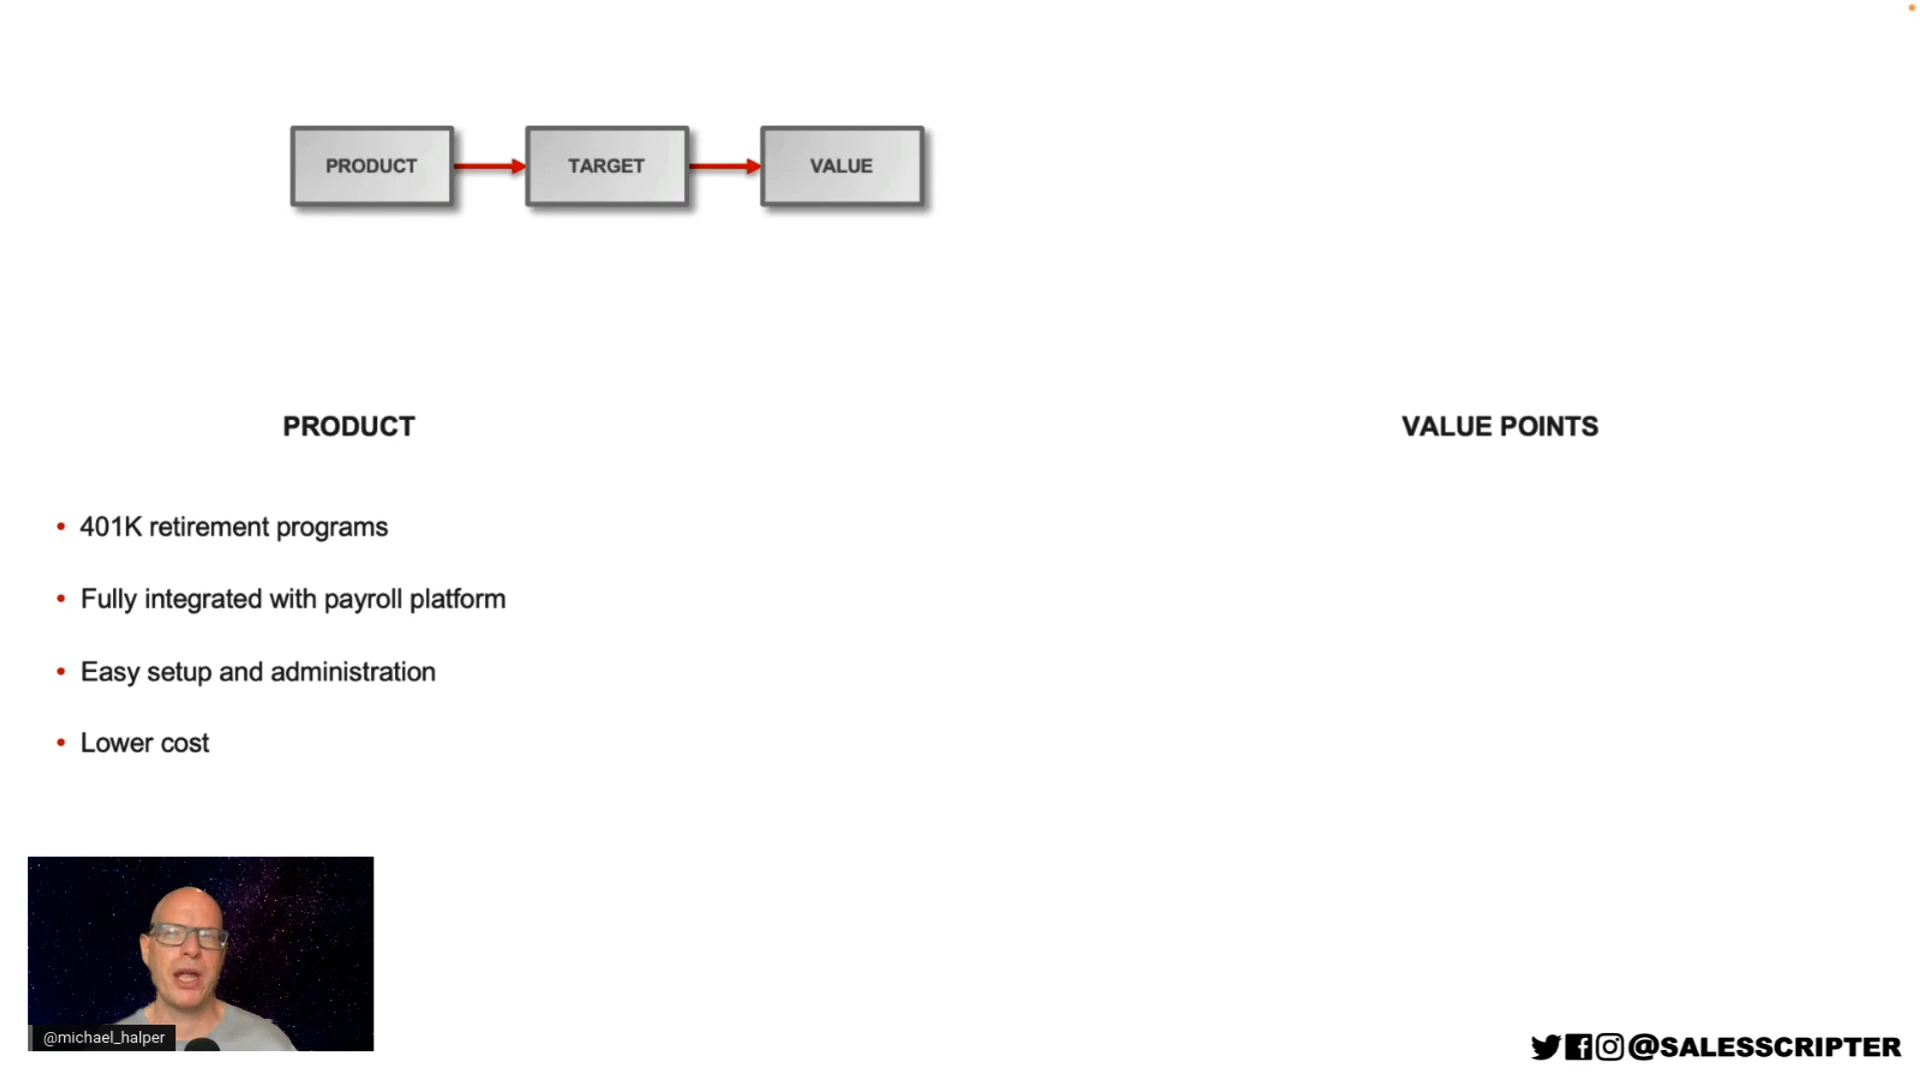 PRODUCT TARGET VALUE
PRODUCT
VALUE POINTS
• 401K retirement programs
• Fully integrated with payroll platform
• Easy setup and administration
• Lower cost
@michael_halper
@SALESSCRIPTER